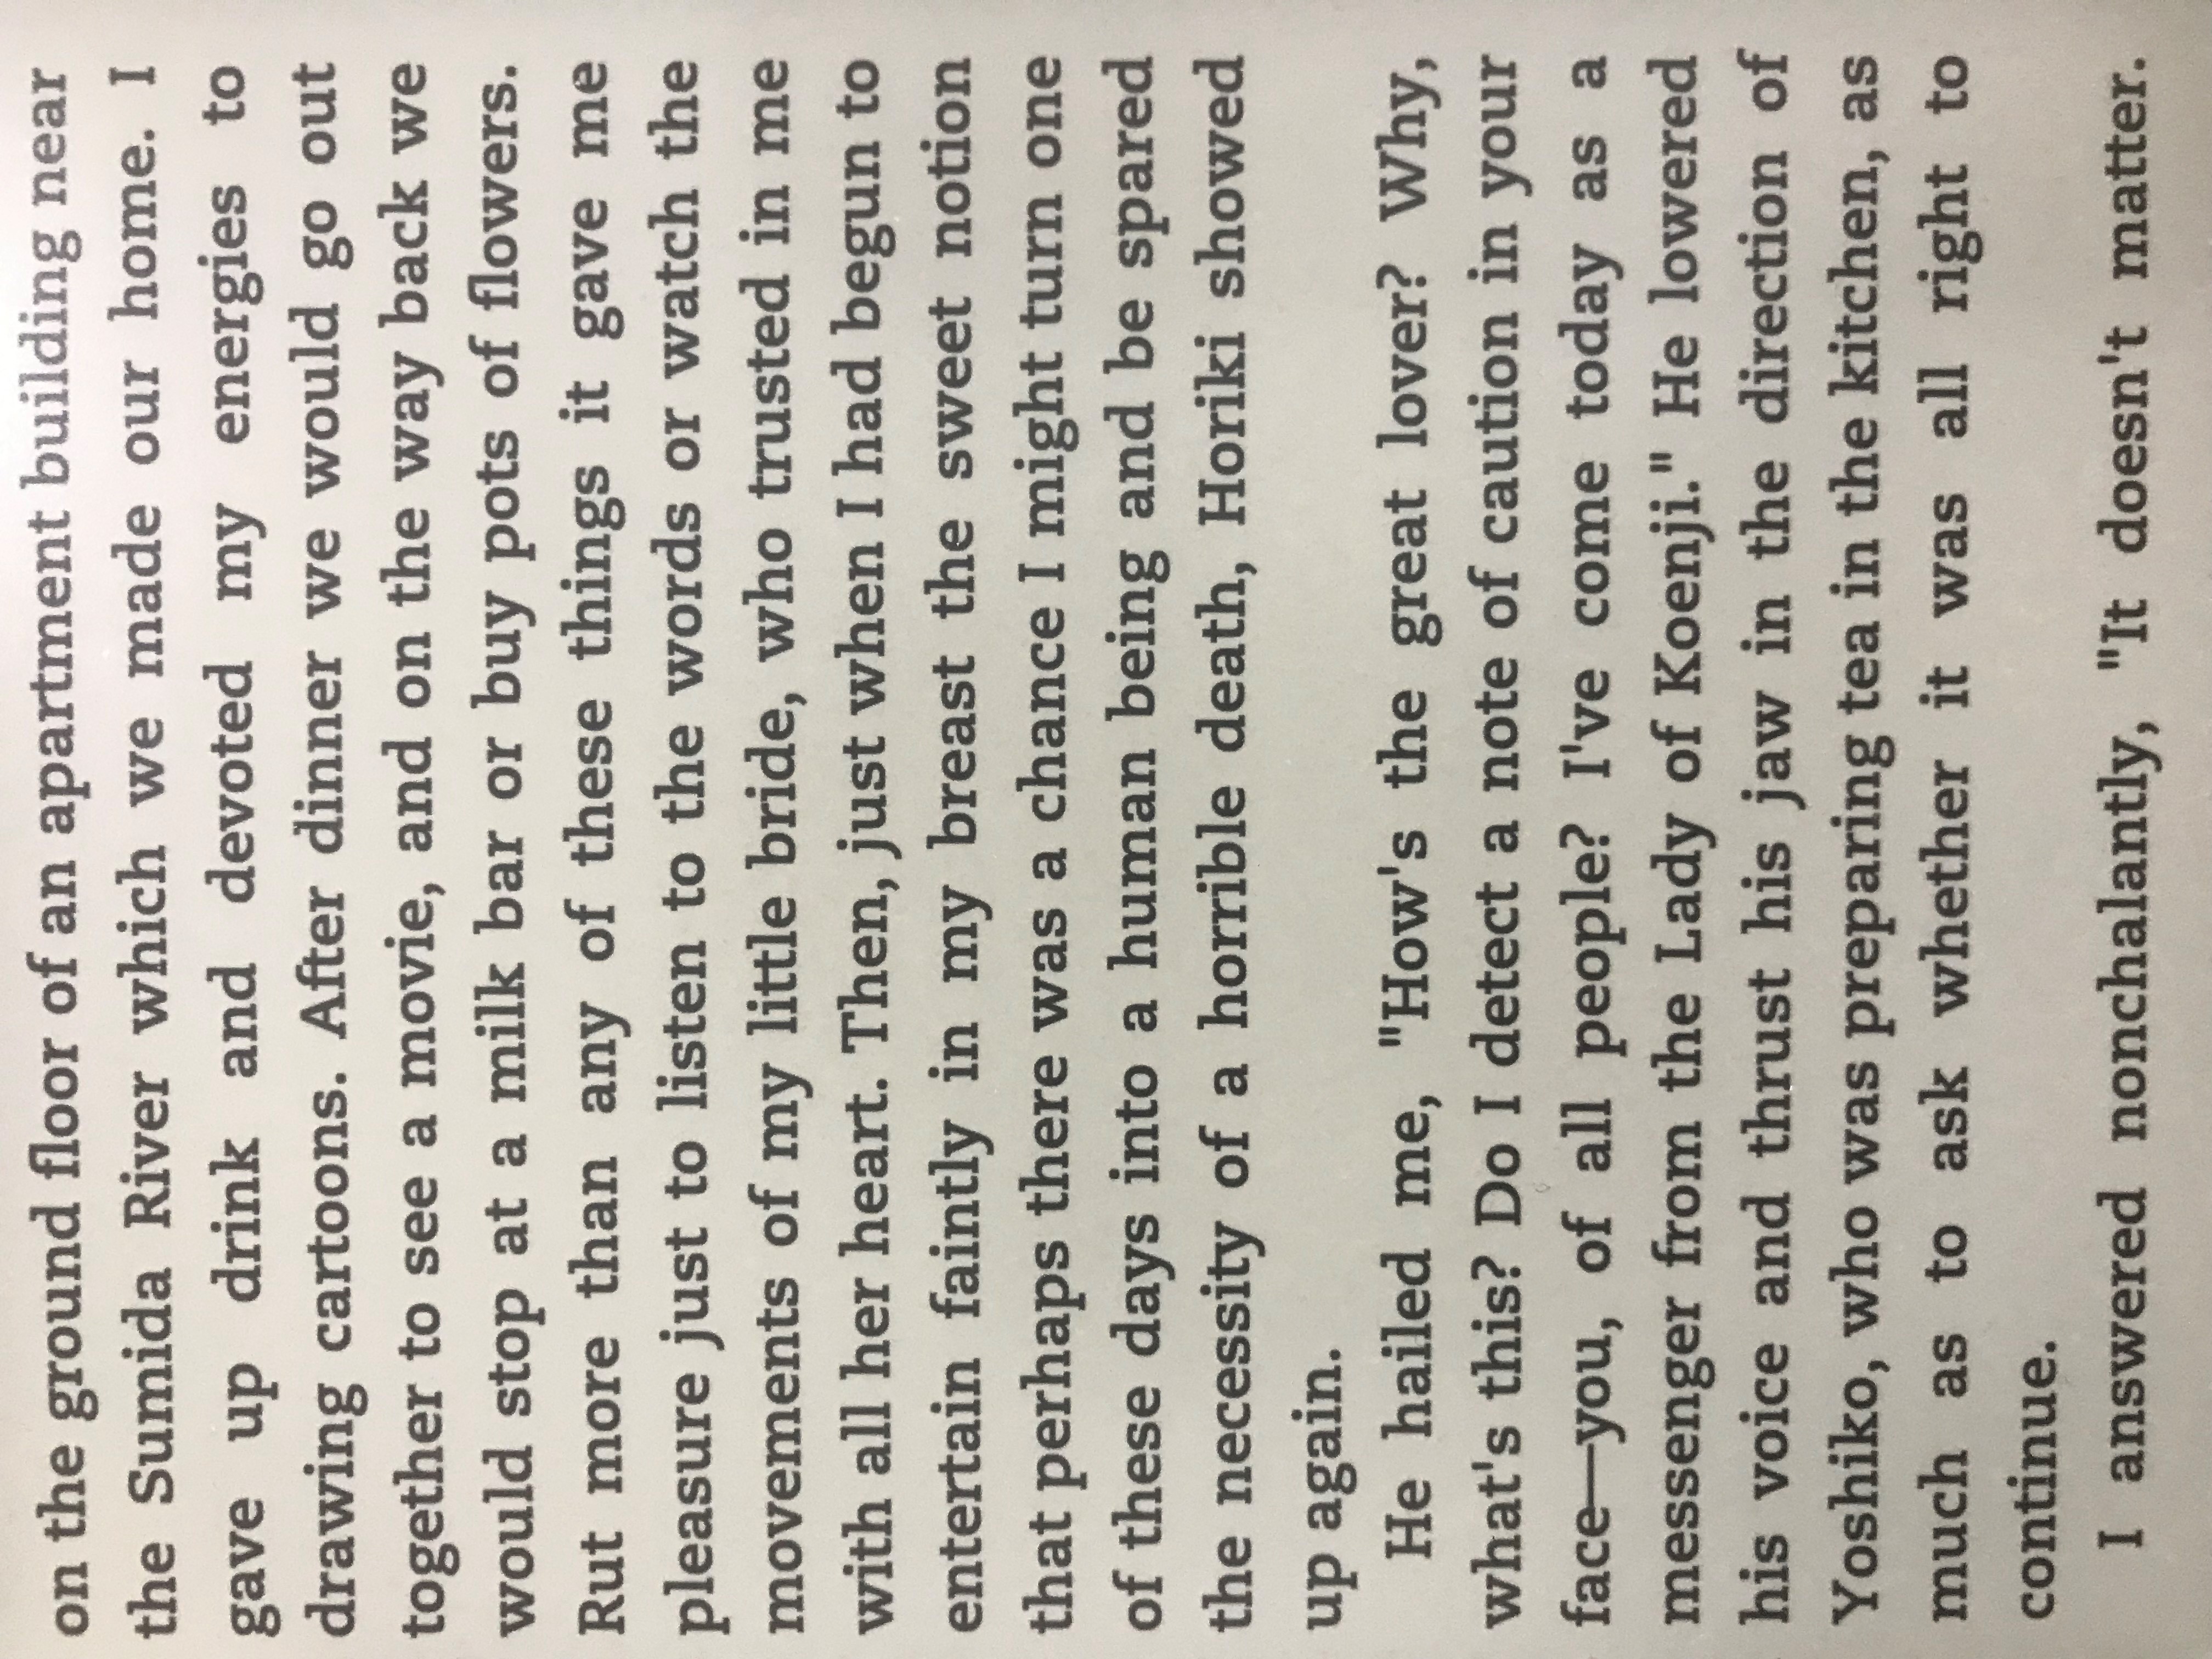 on the ground floor of an apartment building near
the Sumida River which we made our home. I
gave up drink and devoted my energies to
drawing cartoons. After dinner we would go out
together to see a movie, and on the way back we
would stop at a milk bar or buy pots of flowers.
Rut more than any of these things it gave me
pleasure just to listen to the words or watch the
movements of my little bride, who trusted in me
with all her heart. Then, just when I had begun to
entertain faintly in my breast the sweet notion
that perhaps there was a chance I might turn one
of these days into a human being and be spared
the necessity of a horrible death, Horiki showed
up again.
He hailed me, "How's the great lover? Why,
what's this? Do I detect a note of caution in your
face—you, of all people? I've come today as a
messenger from the Lady of Koenji." He lowered
his voice and thrust his jaw in the direction of
Yoshiko, who was preparing tea in the kitchen, as
much as to ask whether it was all right to
continue.
I answered nonchalantly, "It doesn't matter.